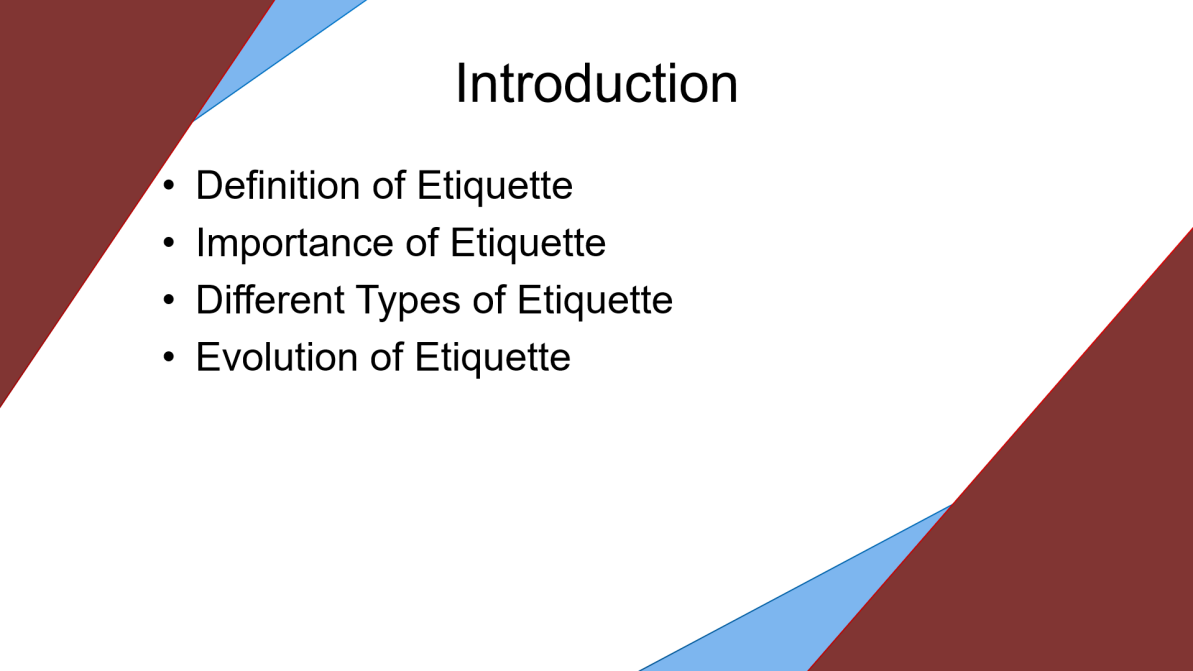 Introduction
• Definition of Etiquette
• Importance of Etiquette
• Different Types of Etiquette
• Evolution of Etiquette